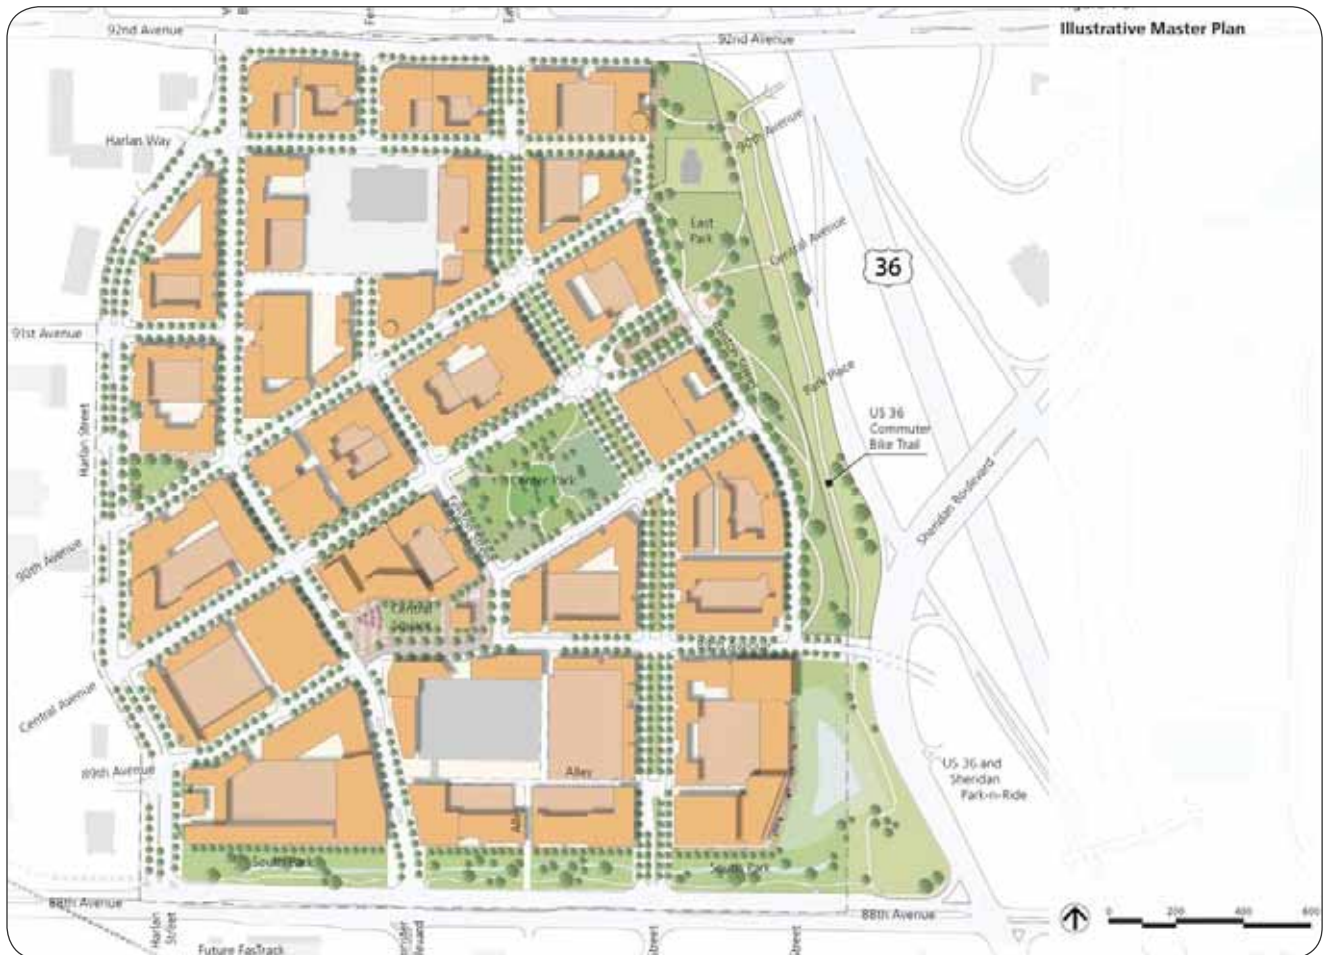 Illustrative Master Plan
92nd Avenue
92nd Avenue
Harlan Way
90th Avenue
East
Park
Central Avenue
36
91st Avenue
Park Place
Harlan Street
US 36
Commuter
Bike Trail
Center Park
Sheridan Boulevard
90th Avenue
Central
Square
Central Avenue
89th Avenue
Alley
Alley
US 36 and
Sheridan
Park-n-Ride
South Park
South Park
88th Avenue
88th Avenue
Harlan
Street
Street
Street
Future FasTrack
0 200 400 600